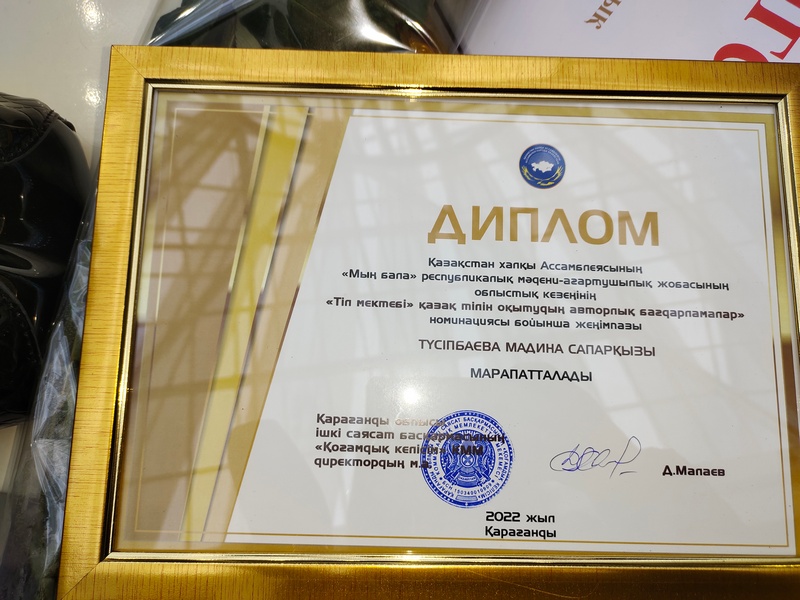 ДИПЛОМ
Қазақстан халқы Ассамблеясының
«Мың бала» республикалық мәдени-ағартушылық жобасының
облыстық кезеңінің
«Тіл мектебі» қазақ тілін оқытудың авторлық бағдарламалар»
номинациясы бойынша жеңімпазы
ТҮСІПБАЕВА МАДИНА САПАРҚЫЗЫ
МАРАПАТТАЛАДЫ
Қарағанды облысы
ішкі саясат басқармасының
«Қоғамдық келісім» КММ
директордың м.а.
Д.Малаев
2022 жыл
Қарағанды